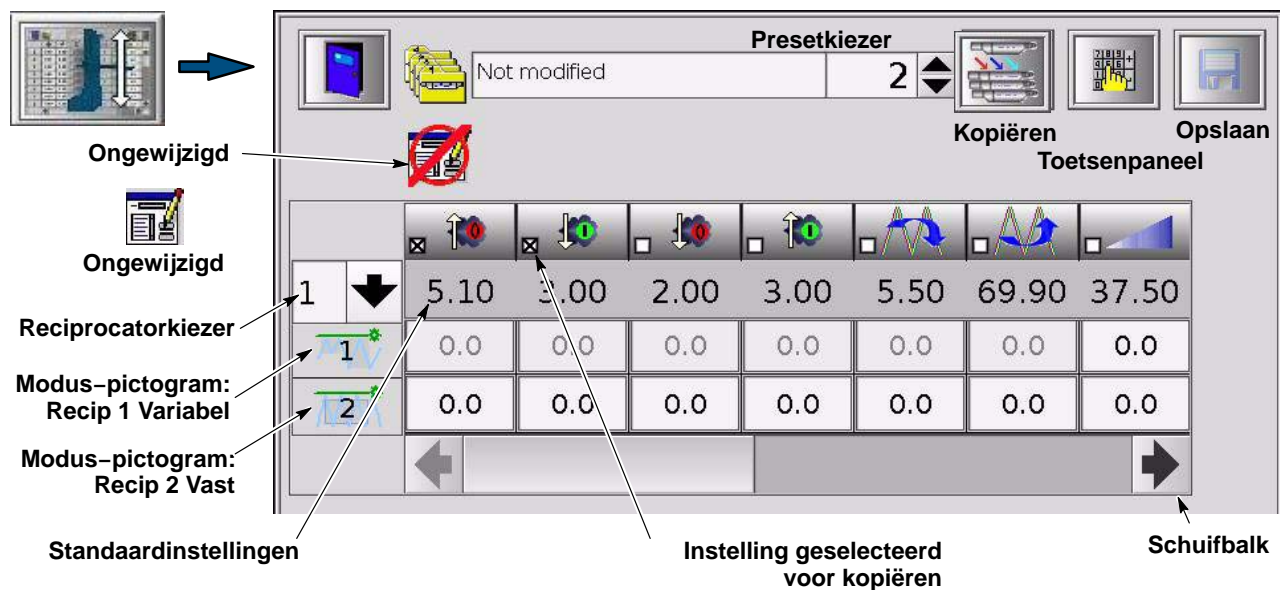 Presetkiezer
Not modified
2
Kopiëren
Opslaan
Toetsenpaneel
Ongewijzigd
Ongewijzigd
Reciprocatorkiezer
1
5.10 3.00 2.00 3.00 5.50 69.90 37.50
1
0.0 0.0 0.0 0.0 0.0 0.0 0.0
Modus–pictogram:
Recip 1 Variabel
2
0.0 0.0 0.0 0.0 0.0 0.0 0.0
Modus–pictogram:
Recip 2 Vast
Standaardinstellingen
Instelling geselecteerd
voor kopiëren
Schuifbalk